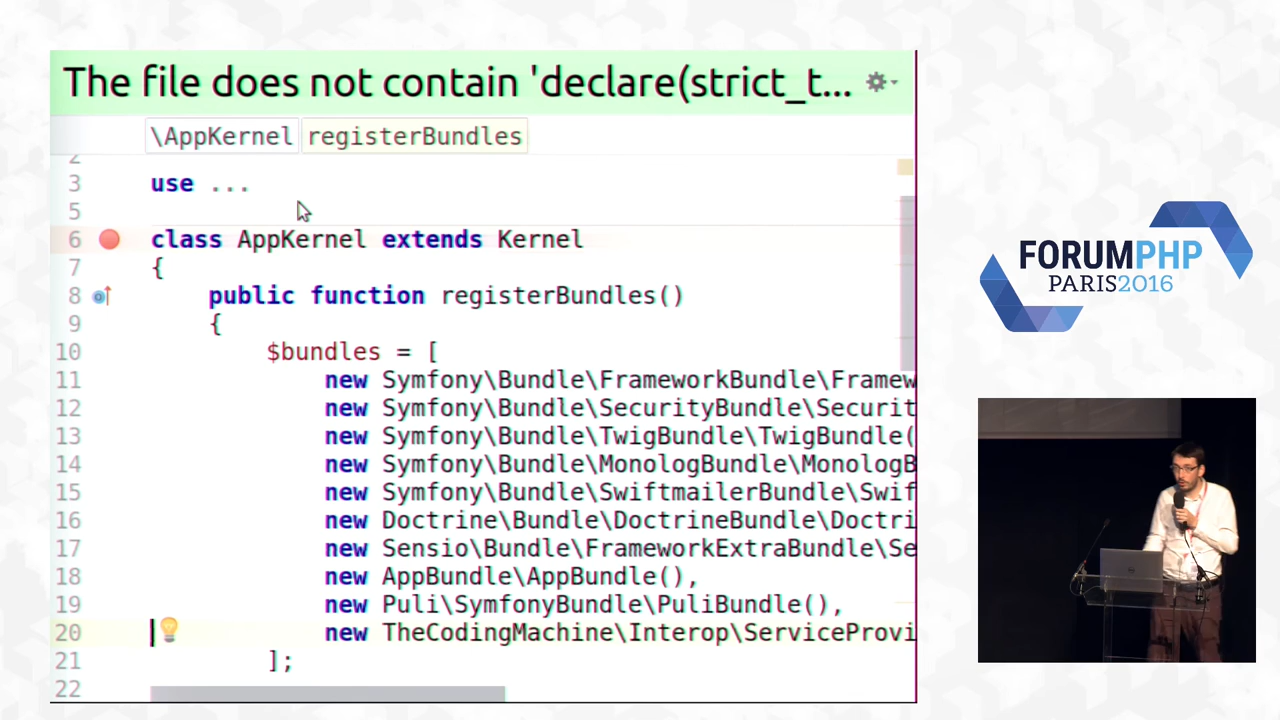 The file does not contain 'declare(strict_t...
\AppKernel registerBundles
2
3 use ...
5
6 class AppKernel extends Kernel
7 {
8 public function registerBundles()
9 {
10 $bundles = [
11 new Symfony\Bundle\FrameworkBundle\Framew
12 new Symfony\Bundle\SecurityBundle\Securit
13 new Symfony\Bundle\TwigBundle\TwigBundle(
14 new Symfony\Bundle\MonologBundle\MonologB
15 new Symfony\Bundle\SwiftmailerBundle\Swif
16 new Doctrine\Bundle\DoctrineBundle\Doctri
17 new Sensio\Bundle\FrameworkExtraBundle\Se
18 new AppBundle\AppBundle(),
19 new Puli\SymfonyBundle\PuliBundle(),
20 new TheCodingMachine\Interop\ServiceProvi
21 ];
22
FORUMPHP
PARIS2016